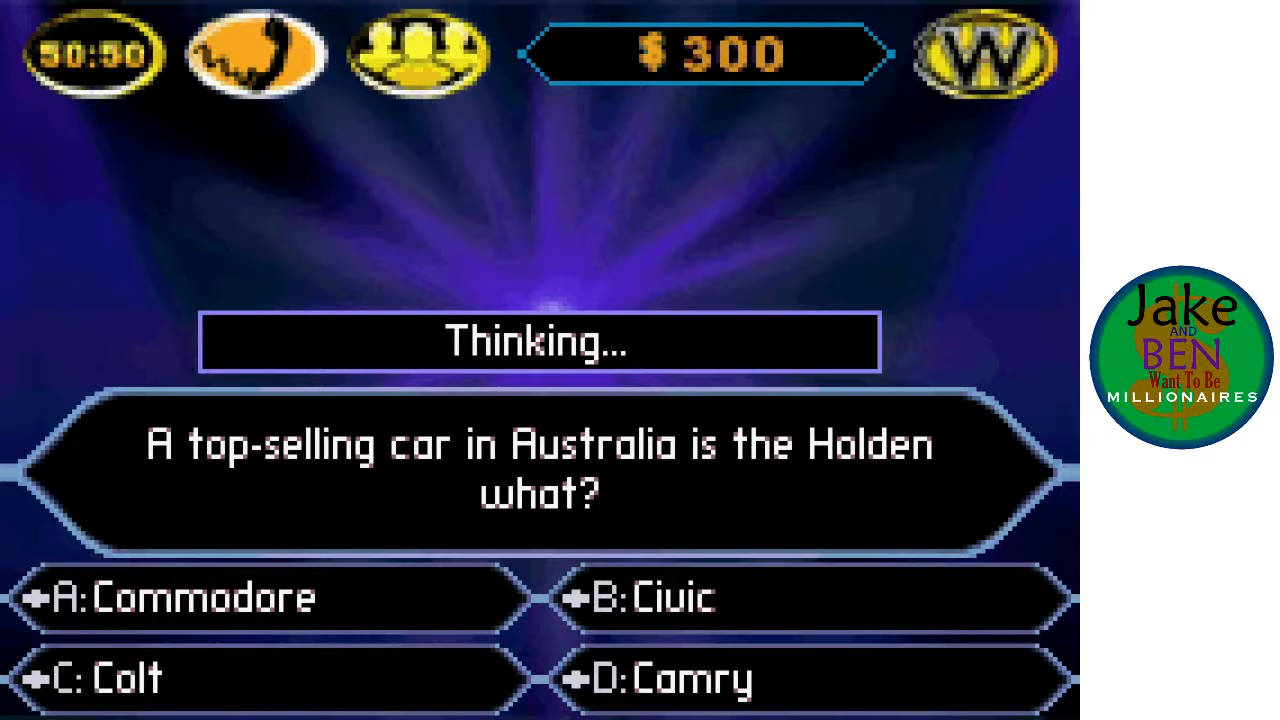 50:50
$ 300
W
Thinking...
A top-selling car in Australia is the Holden
what?
A: Commodore
B: Civic
C: Colt
D: Camry
Jake
AND
BEN
Want To Be
MILLIONAIRES